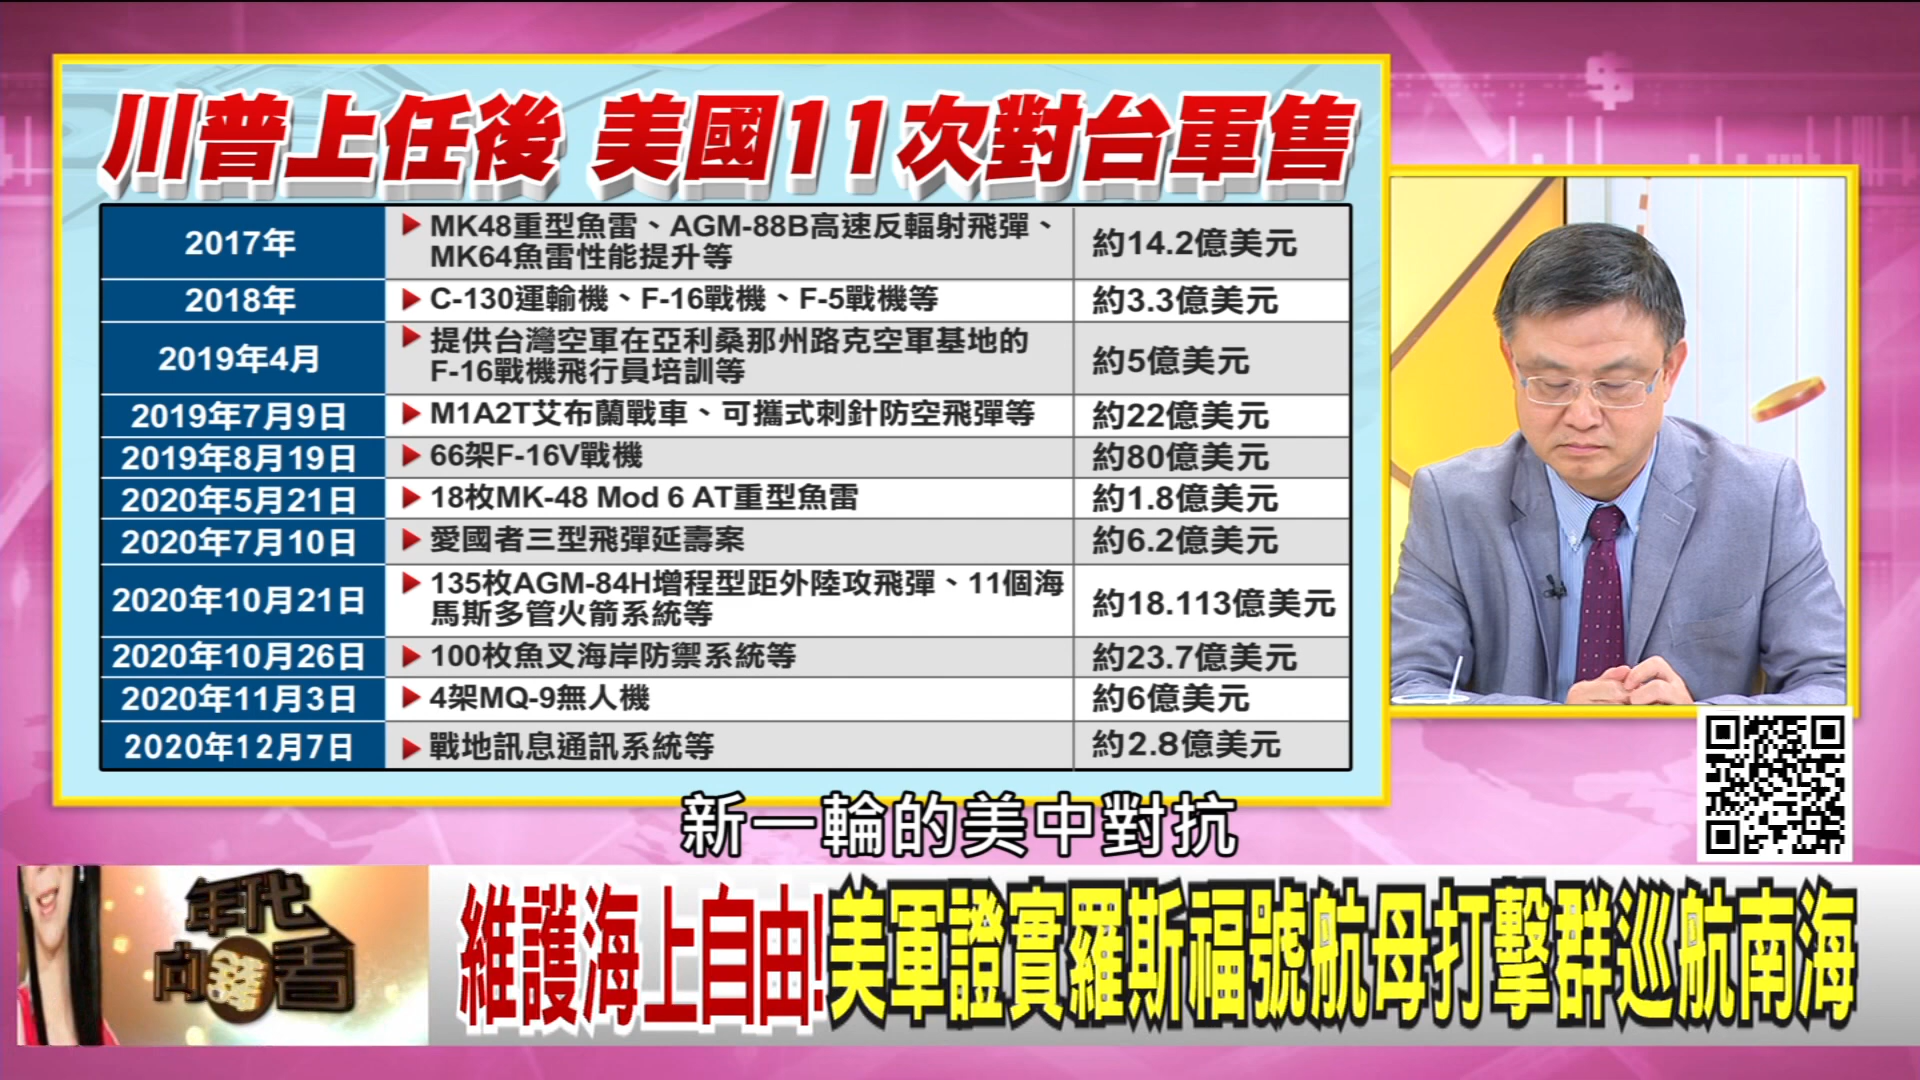 川普上任後 美國11次對台軍售
2017年
▶MK48重型魚雷、AGM-88B高速反輻射飛彈、
MK64魚雷性能提升等
約14.2億美元
2018年
▶C-130運輸機、F-16戰機、F-5戰機等
約3.3億美元
2019年4月
▶提供台灣空軍在亞利桑那州路克空軍基地的
F-16戰機飛行員培訓等
約5億美元
2019年7月9日
▶M1A2T艾布蘭戰車、可攜式刺針防空飛彈等
約22億美元
2019年8月19日
▶66架F-16V戰機
約80億美元
2020年5月21日
▶18枚MK-48 Mod 6 AT重型魚雷
約1.8億美元
2020年7月10日
▶愛國者三型飛彈延壽案
約6.2億美元
2020年10月21日
▶135枚AGM-84H增程型距外陸攻飛彈、11個海
馬斯多管火箭系統等
約18.113億美元
2020年10月26日
▶100枚魚叉海岸防禦系統等
約23.7億美元
2020年11月3日
▶4架MQ-9無人機
約6億美元
2020年12月7日
▶戰地訊息通訊系統等
約2.8億美元
新一輪的美中對抗
年代
向錢看
維護海上自由!美軍證實羅斯福號航母打擊群巡航南海